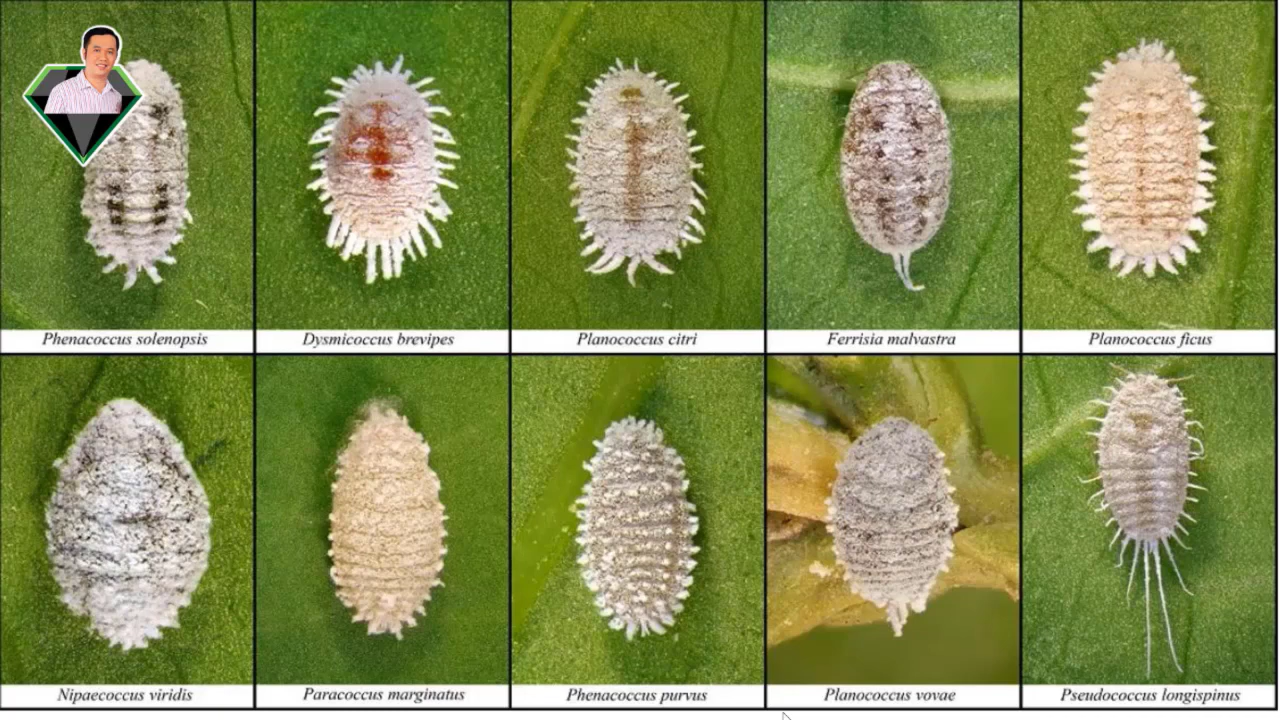 Phenacoccus solenopsis
Dysmicoccus brevipes
Planococcus citri
Ferrisia malvastra
Planococcus ficus
Nipaecoccus viridis
Paracoccus marginatus
Phenacoccus purvus
Planococcus vovae
Pseudococcus longispinus